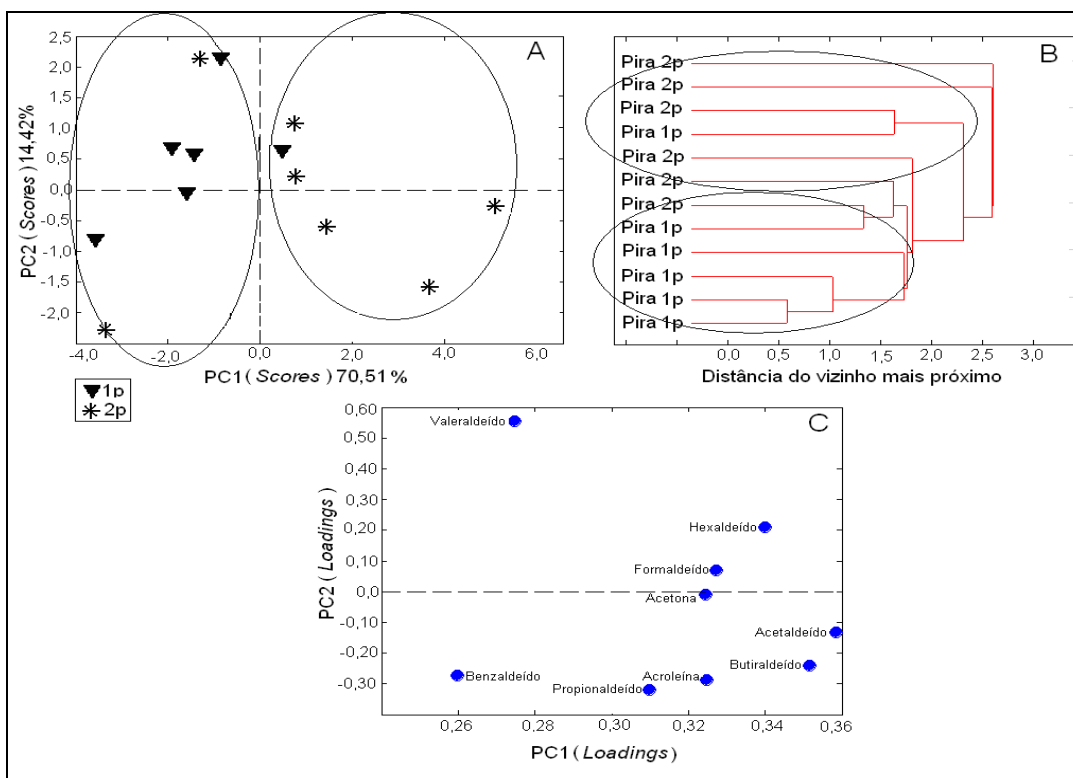 A
2,5
2,0
1,5
1,0
0,5
0,0
-0,5
-1,0
-1,5
-2,0
PC2 (Scores) 14,42%
-4,0 -2,0 0,0 2,0 4,0 6,0
PC1 (Scores) 70,51%
1p
2p
B
Pira 2p
Pira 2p
Pira 2p
Pira 1p
Pira 2p
Pira 2p
Pira 2p
Pira 1p
Pira 1p
Pira 1p
Pira 1p
Pira 1p
0,0 0,5 1,0 1,5 2,0 2,5 3,0
Distância do vizinho mais próximo
C
0,60
0,50
0,40
0,30
0,20
0,10
0,0
-0,10
-0,20
-0,30
PC2 (Loadings)
Valeraldeído
Hexaldeído
Formaldeído
Acetona
Acetaldeído
Butiraldeído
Acroleína
Benzaldeído
Propionaldeído
0,26 0,28 0,30 0,32 0,34 0,36
PC1 (Loadings)